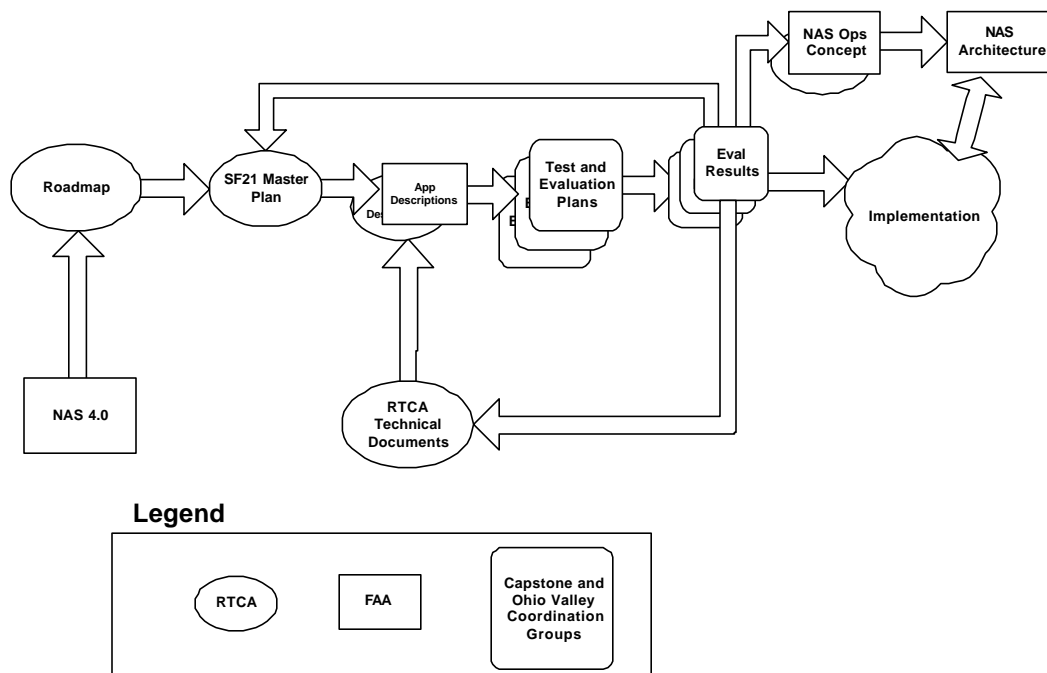 NAS Ops
Concept
NAS
Architecture
Roadmap
SF21 Master
Plan
App
Descriptions
Des
Test and
Evaluation
Plans
E
E
Eval
Results
Implementation
NAS 4.0
RTCA
Technical
Documents
Legend
RTCA
FAA
Capstone and
Ohio Valley
Coordination
Groups